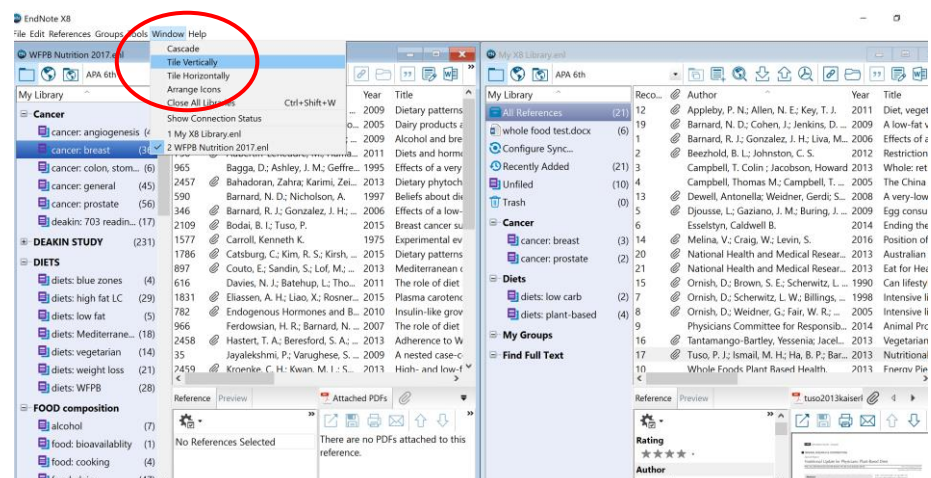 EndNote X8
File Edit References Groups Tools Window Help
Cascade
Tile Vertically
Tile Horizontally
Arrange Icons
Close All Libraries Ctrl+Shift+W
Show Connection Status
1 My X8 Library.enl
2 WFPB Nutrition 2017.enl
WFPB Nutrition 2017.enl
APA 6th
My Library
Cancer
cancer: angiogenesis
cancer: breast
cancer: colon, stom... (6)
cancer: general (45)
cancer: prostate (56)
deakin: 703 readin... (17)
DEAKIN STUDY (231)
DIETS
diets: blue zones (4)
diets: high fat LC (29)
diets: low fat (5)
diets: Mediterrane... (18)
diets: vegetarian (14)
diets: weight loss (21)
diets: WFPB (28)
FOOD composition
alcohol (7)
food: bioavailablity (1)
food: cooking (4)
Year Title
2009 Dietary patterns
2005 Dairy products a
2009 Alcohol and bre
2011 Diets and hormo
965 Bagga, D.; Ashley, J. M.; Geffre... 1995 Effects of a very
2457 Bahadoran, Zahra; Karimi, Zei... 2013 Dietary phytoch
590 Barnard, N. D.; Nicholson, A. 1997 Beliefs about die
346 Barnard, R. J.; Gonzalez, J. H.; ... 2006 Effects of a low-
2109 Bodai, B. I.; Tuso, P. 2015 Breast cancer su
1577 Carroll, Kenneth K. 1975 Experimental ev
1786 Catsburg, C.; Kim, R. S.; Kirsh, ... 2015 Dietary patterns
897 Couto, E.; Sandin, S.; Lof, M.; ... 2013 Mediterranean c
616 Davies, N. J.; Batehup, L.; Tho... 2011 The role of diet
1831 Eliassen, A. H.; Liao, X.; Rosner... 2015 Plasma carotenc
782 Endogenous Hormones and B... 2010 Insulin-like grow
966 Ferdowsian, H. R.; Barnard, N. ... 2007 The role of diet
2458 Hastert, T. A.; Beresford, S. A.; ... 2013 Adherence to W
35 Jayalekshmi, P.; Varughese, S. ... 2009 A nested case-c
2459 Kroenke, C. H.; Kwan, M. L.; S... 2013 High- and low-f
Reference Preview Attached PDFs
No References Selected
There are no PDFs attached to this
reference.
My X8 Library.enl
APA 6th
My Library
All References (21)
whole food test.docx (6)
Configure Sync...
Recently Added (21)
Unfiled (10)
Trash (0)
Cancer
cancer: breast (3)
cancer: prostate (2)
Diets
diets: low carb (2)
diets: plant-based (4)
My Groups
Find Full Text
Reco... Author Year Title
12 Appleby, P. N.; Allen, N. E.; Key, T. J. 2011 Diet, veget
19 Barnard, N. D.; Cohen, J.; Jenkins, D. ... 2009 A low-fat v
1 Barnard, R. J.; Gonzalez, J. H.; Liva, M... 2006 Effects of a
2 Beezhold, B. L.; Johnston, C. S. 2012 Restriction
3 Campbell, T. Colin ; Jacobson, Howard 2013 Whole: ret
4 Campbell, Thomas M.; Campbell, T. ... 2005 The China
13 Dewell, Antonella; Weidner, Gerdi; S... 2008 A very-low
5 Djousse, L.; Gaziano, J. M.; Buring, J. ... 2009 Egg consu
6 Esselstyn, Caldwell B. 2014 Ending the
14 Melina, V.; Craig, W.; Levin, S. 2016 Position of
20 National Health and Medical Resear... 2013 Australian
21 National Health and Medical Resear... 2013 Eat for Hea
15 Ornish, D.; Brown, S. E.; Scherwitz, L. ... 1990 Can lifesty
7 Ornish, D.; Scherwitz, L. W.; Billings, ... 1998 Intensive li
8 Ornish, D.; Weidner, G.; Fair, W. R.; ... 2005 Intensive li
9 Physicians Committee for Responsib... 2014 Animal Pro
16 Tantamango-Bartley, Yessenia; Jacel... 2013 Vegetarian
17 Tuso, P. J.; Ismail, M. H.; Ha, B. P.; Bar... 2013 Nutritional
10 Whole Foods Plant Based Health. 2013 Energy Pie
Reference Preview tuso2013kaiserl
Rating
Author